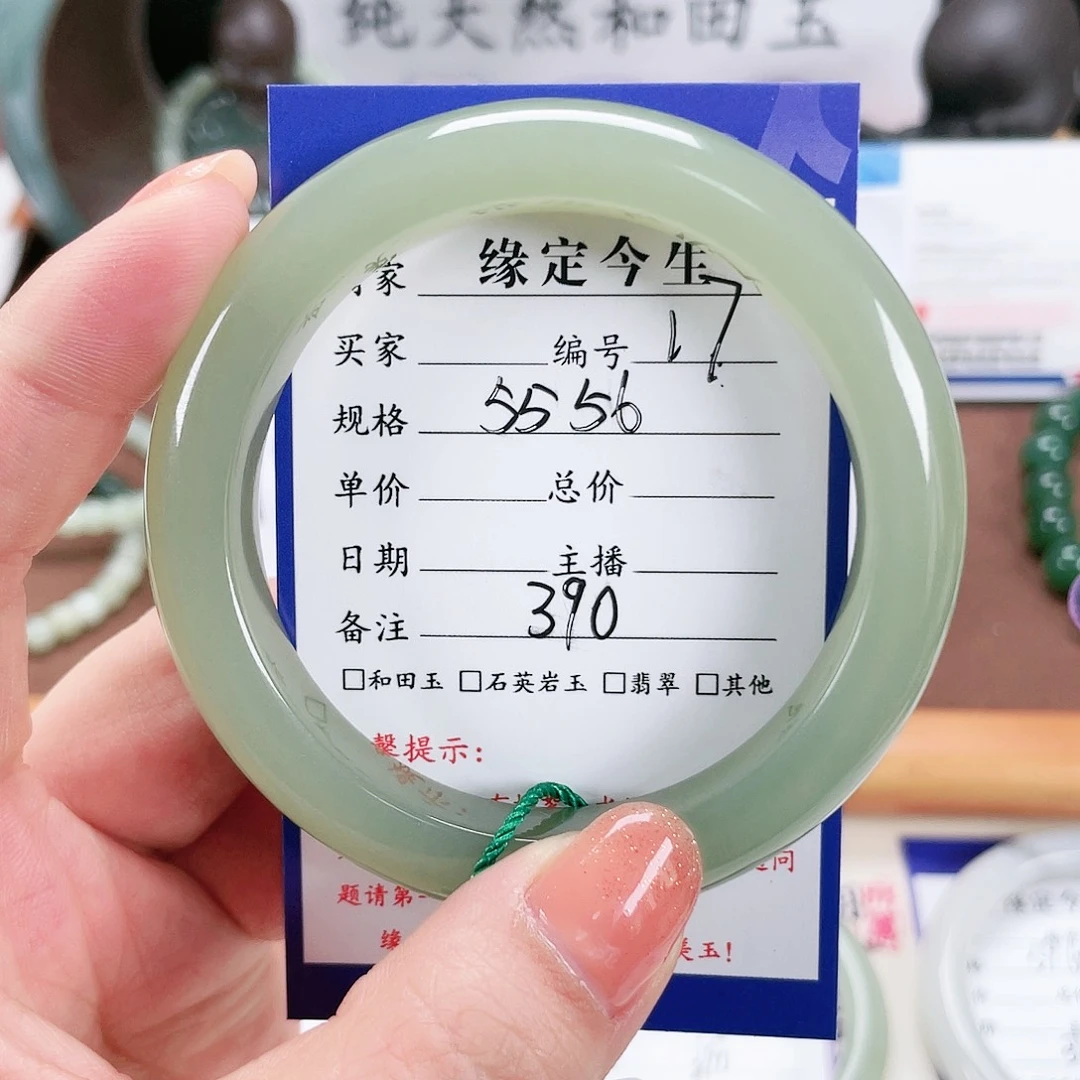 纯天然和田玉
家 缘定今生
买家 编号 17
规格 55 56
单价 总价
日期 主播
备注 390
□和田玉 □石英岩玉 □翡翠 □其他
馨提示:
问
题请第一
缘 美玉!